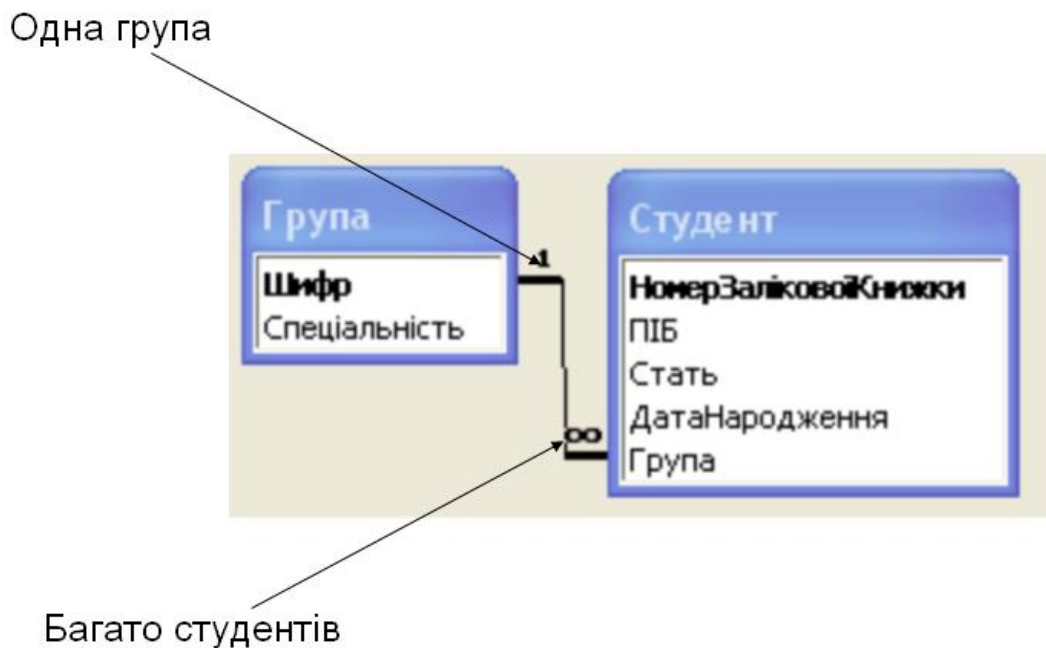 Одна група
Група
1
Шифр
Спеціальність
∞
Студент
НомерЗаліковоїКнижки
ПІБ
Стать
ДатаНародження
Група
Багато студентів